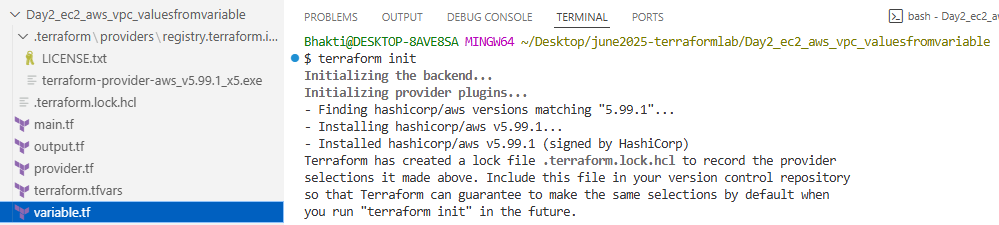 Day2_ec2_aws_vpc_valuesfromvariable
.terraform\providers\registry.terraform.i...
LICENSE.txt
terraform-provider-aws_v5.99.1_x5.exe
.terraform.lock.hcl
main.tf
output.tf
provider.tf
terraform.tfvars
variable.tf
PROBLEMS OUTPUT DEBUG CONSOLE TERMINAL PORTS
bash - Day2_ec2
Bhakti@DESKTOP-8AVE8SA MINGW64 ~/Desktop/june2025-terraformlab/Day2_ec2_aws_vpc_valuesfromvariable
$ terraform init
Initializing the backend...
Initializing provider plugins...
- Finding hashicorp/aws versions matching "5.99.1"...
- Installing hashicorp/aws v5.99.1...
- Installed hashicorp/aws v5.99.1 (signed by HashiCorp)
Terraform has created a lock file .terraform.lock.hcl to record the provider
selections it made above. Include this file in your version control repository
so that Terraform can guarantee to make the same selections by default when
you run "terraform init" in the future.